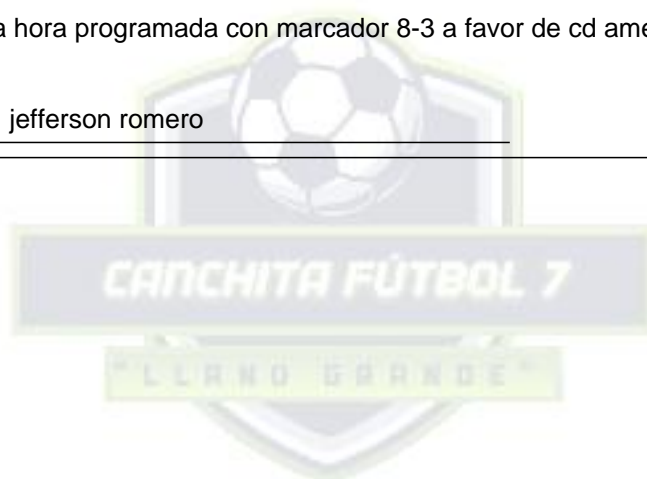 a hora programada con marcador 8-3 a favor de cd ame
jefferson romero
CANCHITA FÚTBOL 7
"LLANO GRANDE"